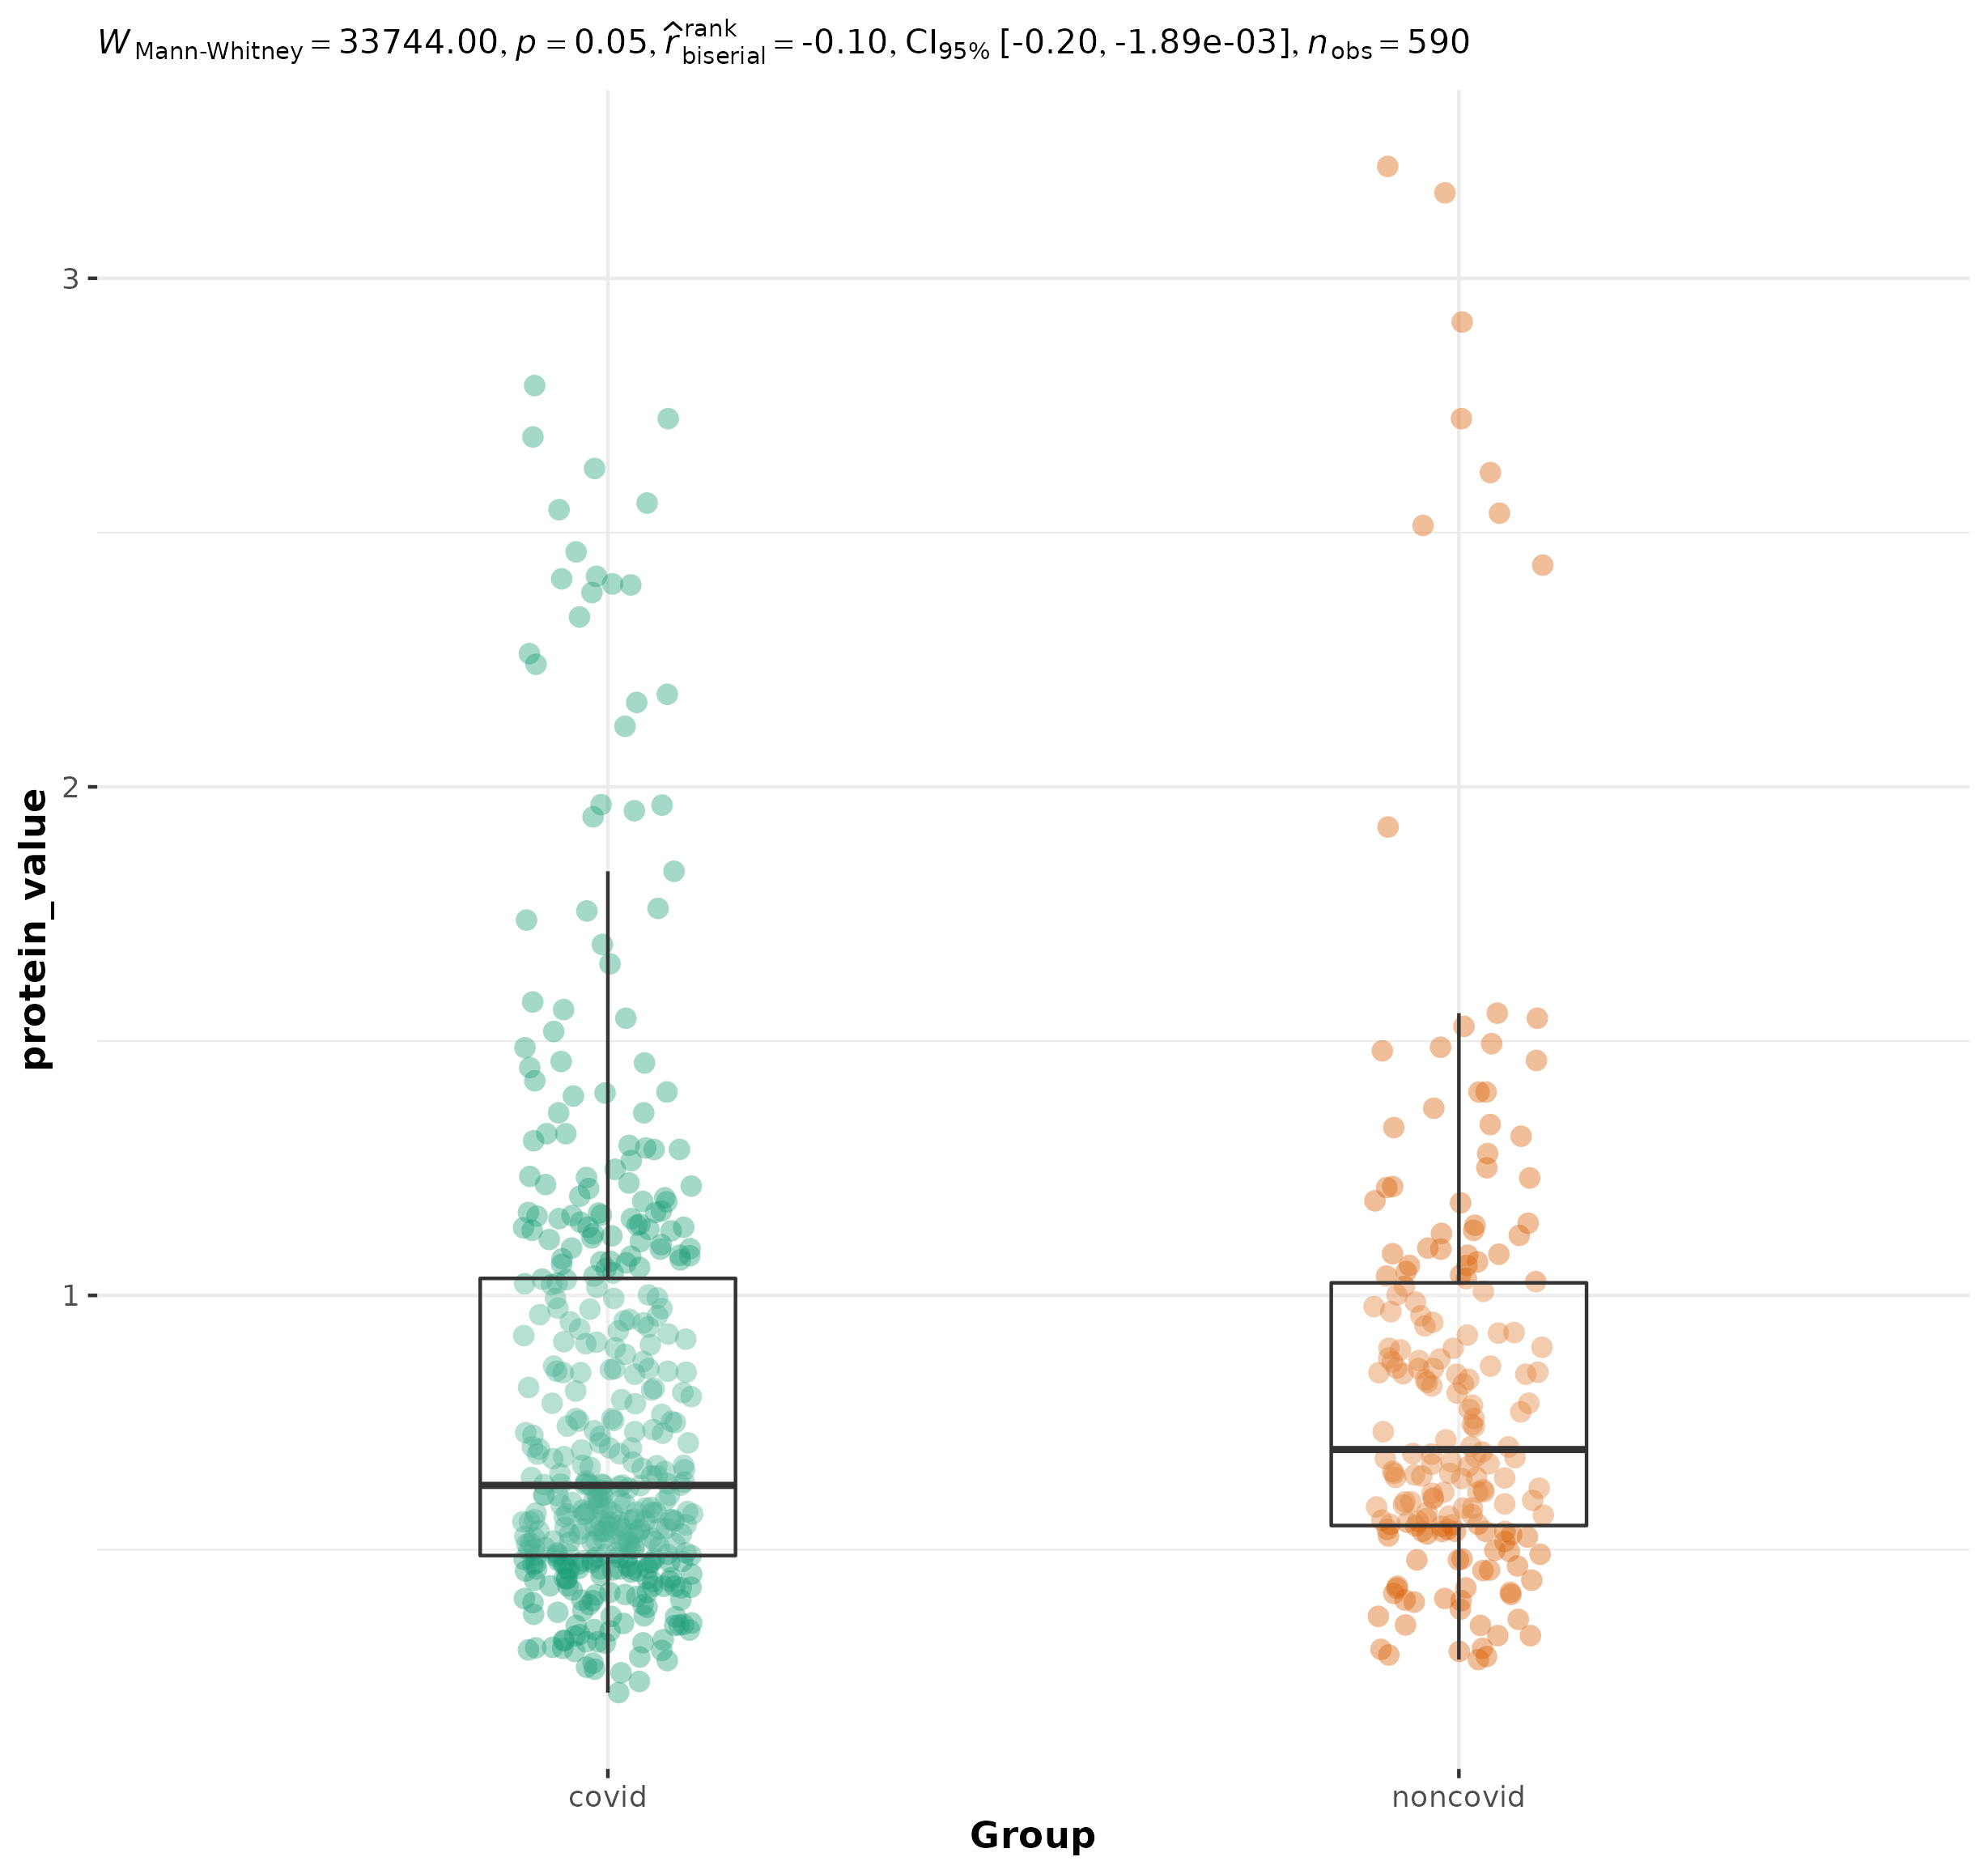 W Mann-Whitney = 33744.00, p = 0.05, r̂ rank biserial = -0.10, CI95% [-0.20, -1.89e-03], nobs = 590
3
2
1
protein_value
covid noncovid
Group